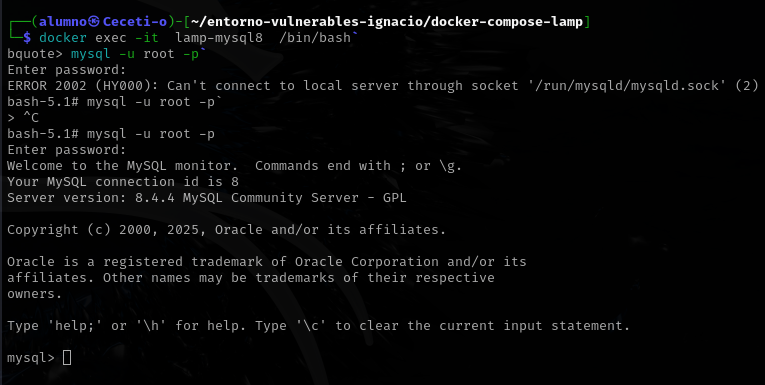 ┌──(alumno㉿Ceceti-o)-[~/entorno-vulnerables-ignacio/docker-compose-lamp]
└─$ docker exec -it  lamp-mysql8  /bin/bash`
bquote> mysql -u root -p`
Enter password:
ERROR 2002 (HY000): Can't connect to local server through socket '/run/mysqld/mysqld.sock' (2)
bash-5.1# mysql -u root -p`
> ^C
bash-5.1# mysql -u root -p
Enter password:
Welcome to the MySQL monitor.  Commands end with ; or \g.
Your MySQL connection id is 8
Server version: 8.4.4 MySQL Community Server - GPL
Copyright (c) 2000, 2025, Oracle and/or its affiliates.
Oracle is a registered trademark of Oracle Corporation and/or its
affiliates. Other names may be trademarks of their respective
owners.
Type 'help;' or '\h' for help. Type '\c' to clear the current input statement.
mysql>